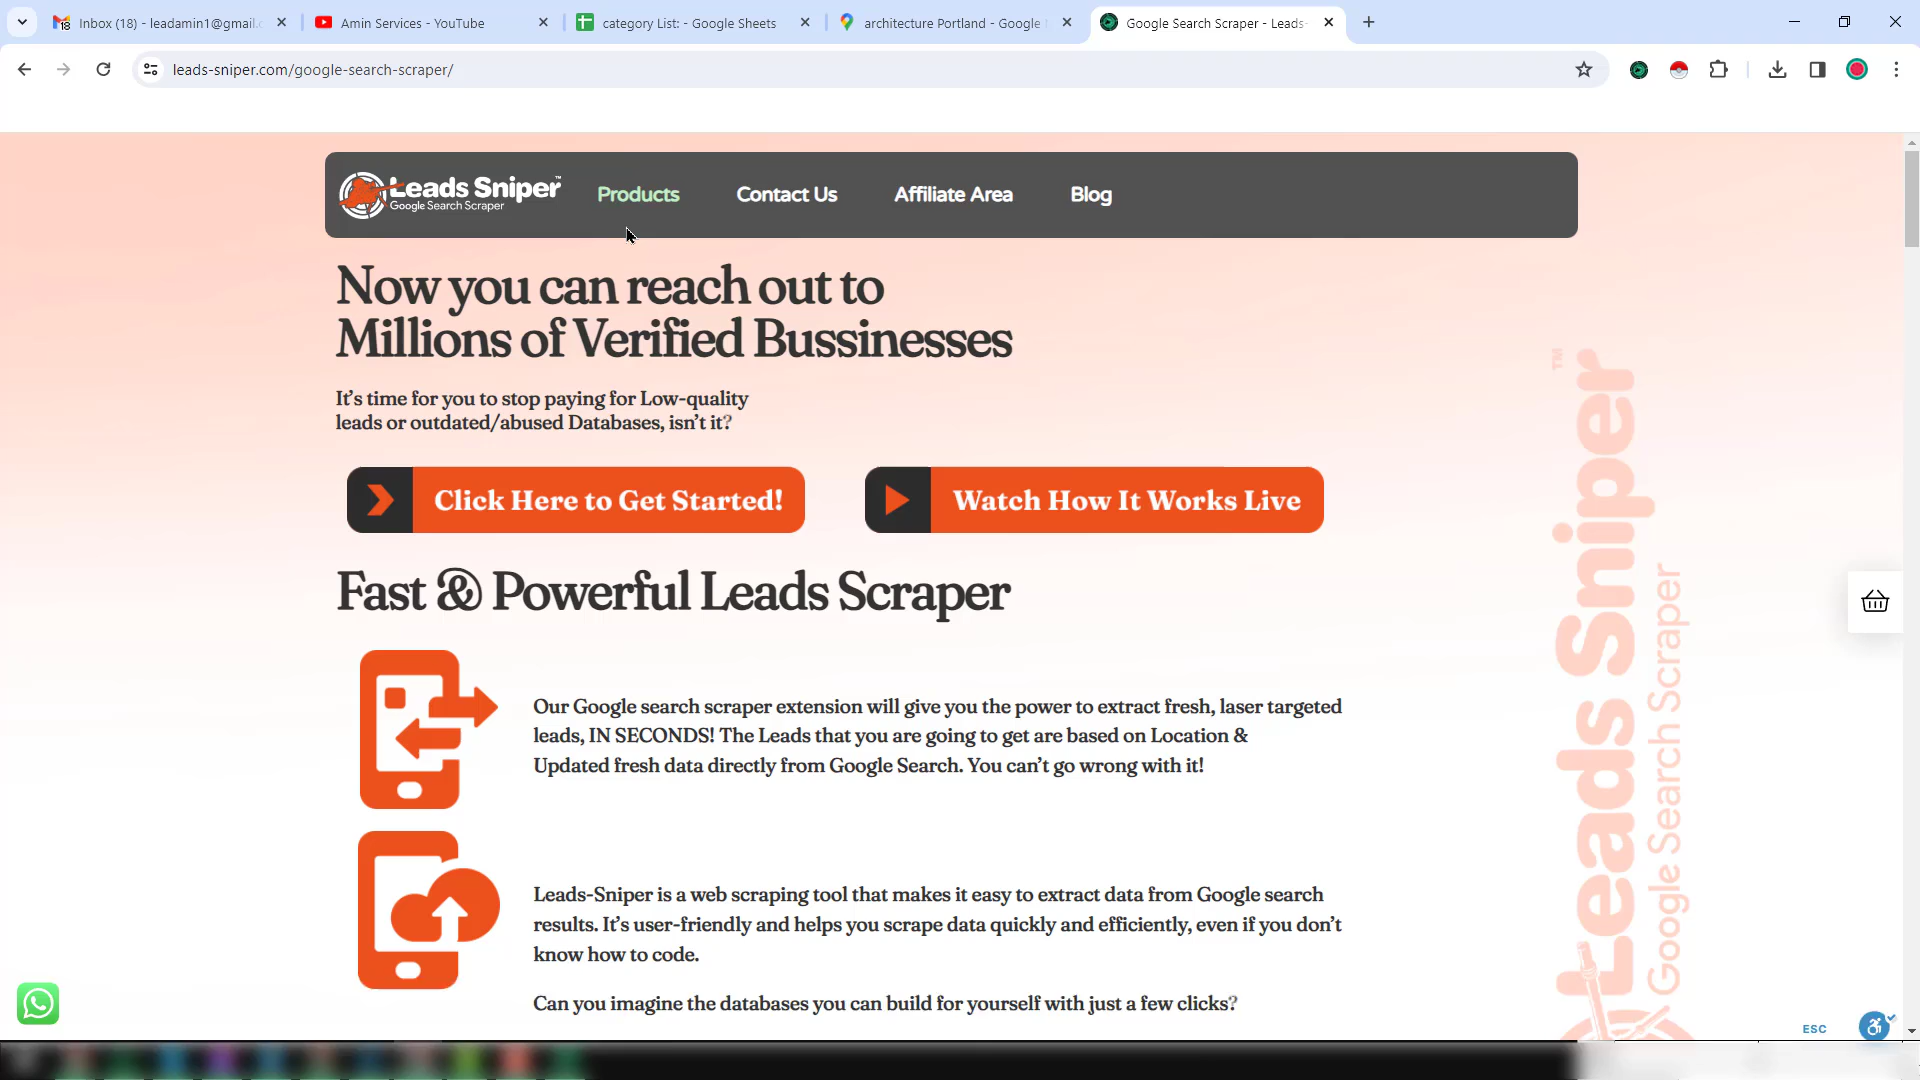 Inbox (18) - leadamin1@gmail.
Amin Services - YouTube
category List: - Google Sheets
architecture Portland - Google
Google Search Scraper - Leads-
leads-sniper.com/google-search-scraper/
Leads Sniper™
Google Search Scraper
Products
Contact Us
Affiliate Area
Blog
Now you can reach out to
Millions of Verified Bussinesses
It's time for you to stop paying for Low-quality
leads or outdated/abused Databases, isn't it?
Click Here to Get Started!
Watch How It Works Live
Fast & Powerful Leads Scraper
Our Google search scraper extension will give you the power to extract fresh, laser targeted
leads, IN SECONDS! The Leads that you are going to get are based on Location &
Updated fresh data directly from Google Search. You can't go wrong with it!
Leads-Sniper is a web scraping tool that makes it easy to extract data from Google search
results. It's user-friendly and helps you scrape data quickly and efficiently, even if you don't
know how to code.
Can you imagine the databases you can build for yourself with just a few clicks?
Leads Sniper™
Google Search Scraper
ESC